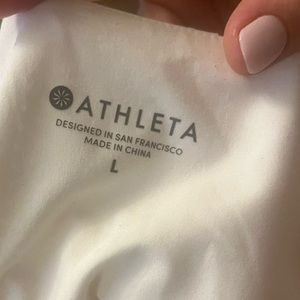 ATHLETA
DESIGNED IN SAN FRANCISCO
MADE IN CHINA
L